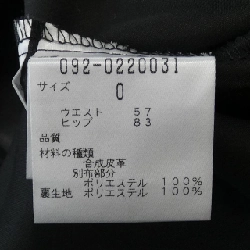 092-0220031
サイズ
0
ウエスト 57
ヒップ 83
品質
材料の種類
合成皮革
別布部分
ポリエステル 100%
裏生地 ポリエステル 100%